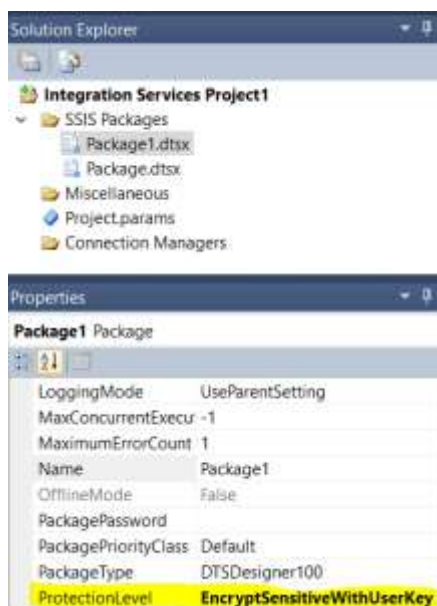 Solution Explorer
Integration Services Project1
SSIS Packages
Package1.dtsx
Package.dtsx
Miscellaneous
Project.params
Connection Managers
Properties
Package1 Package
LoggingMode UseParentSetting
MaxConcurrentExecu -1
MaximumErrorCount 1
Name Package1
OfflineMode False
PackagePassword
PackagePriorityClass Default
PackageType DTSDesigner100
ProtectionLevel EncryptSensitiveWithUserKey